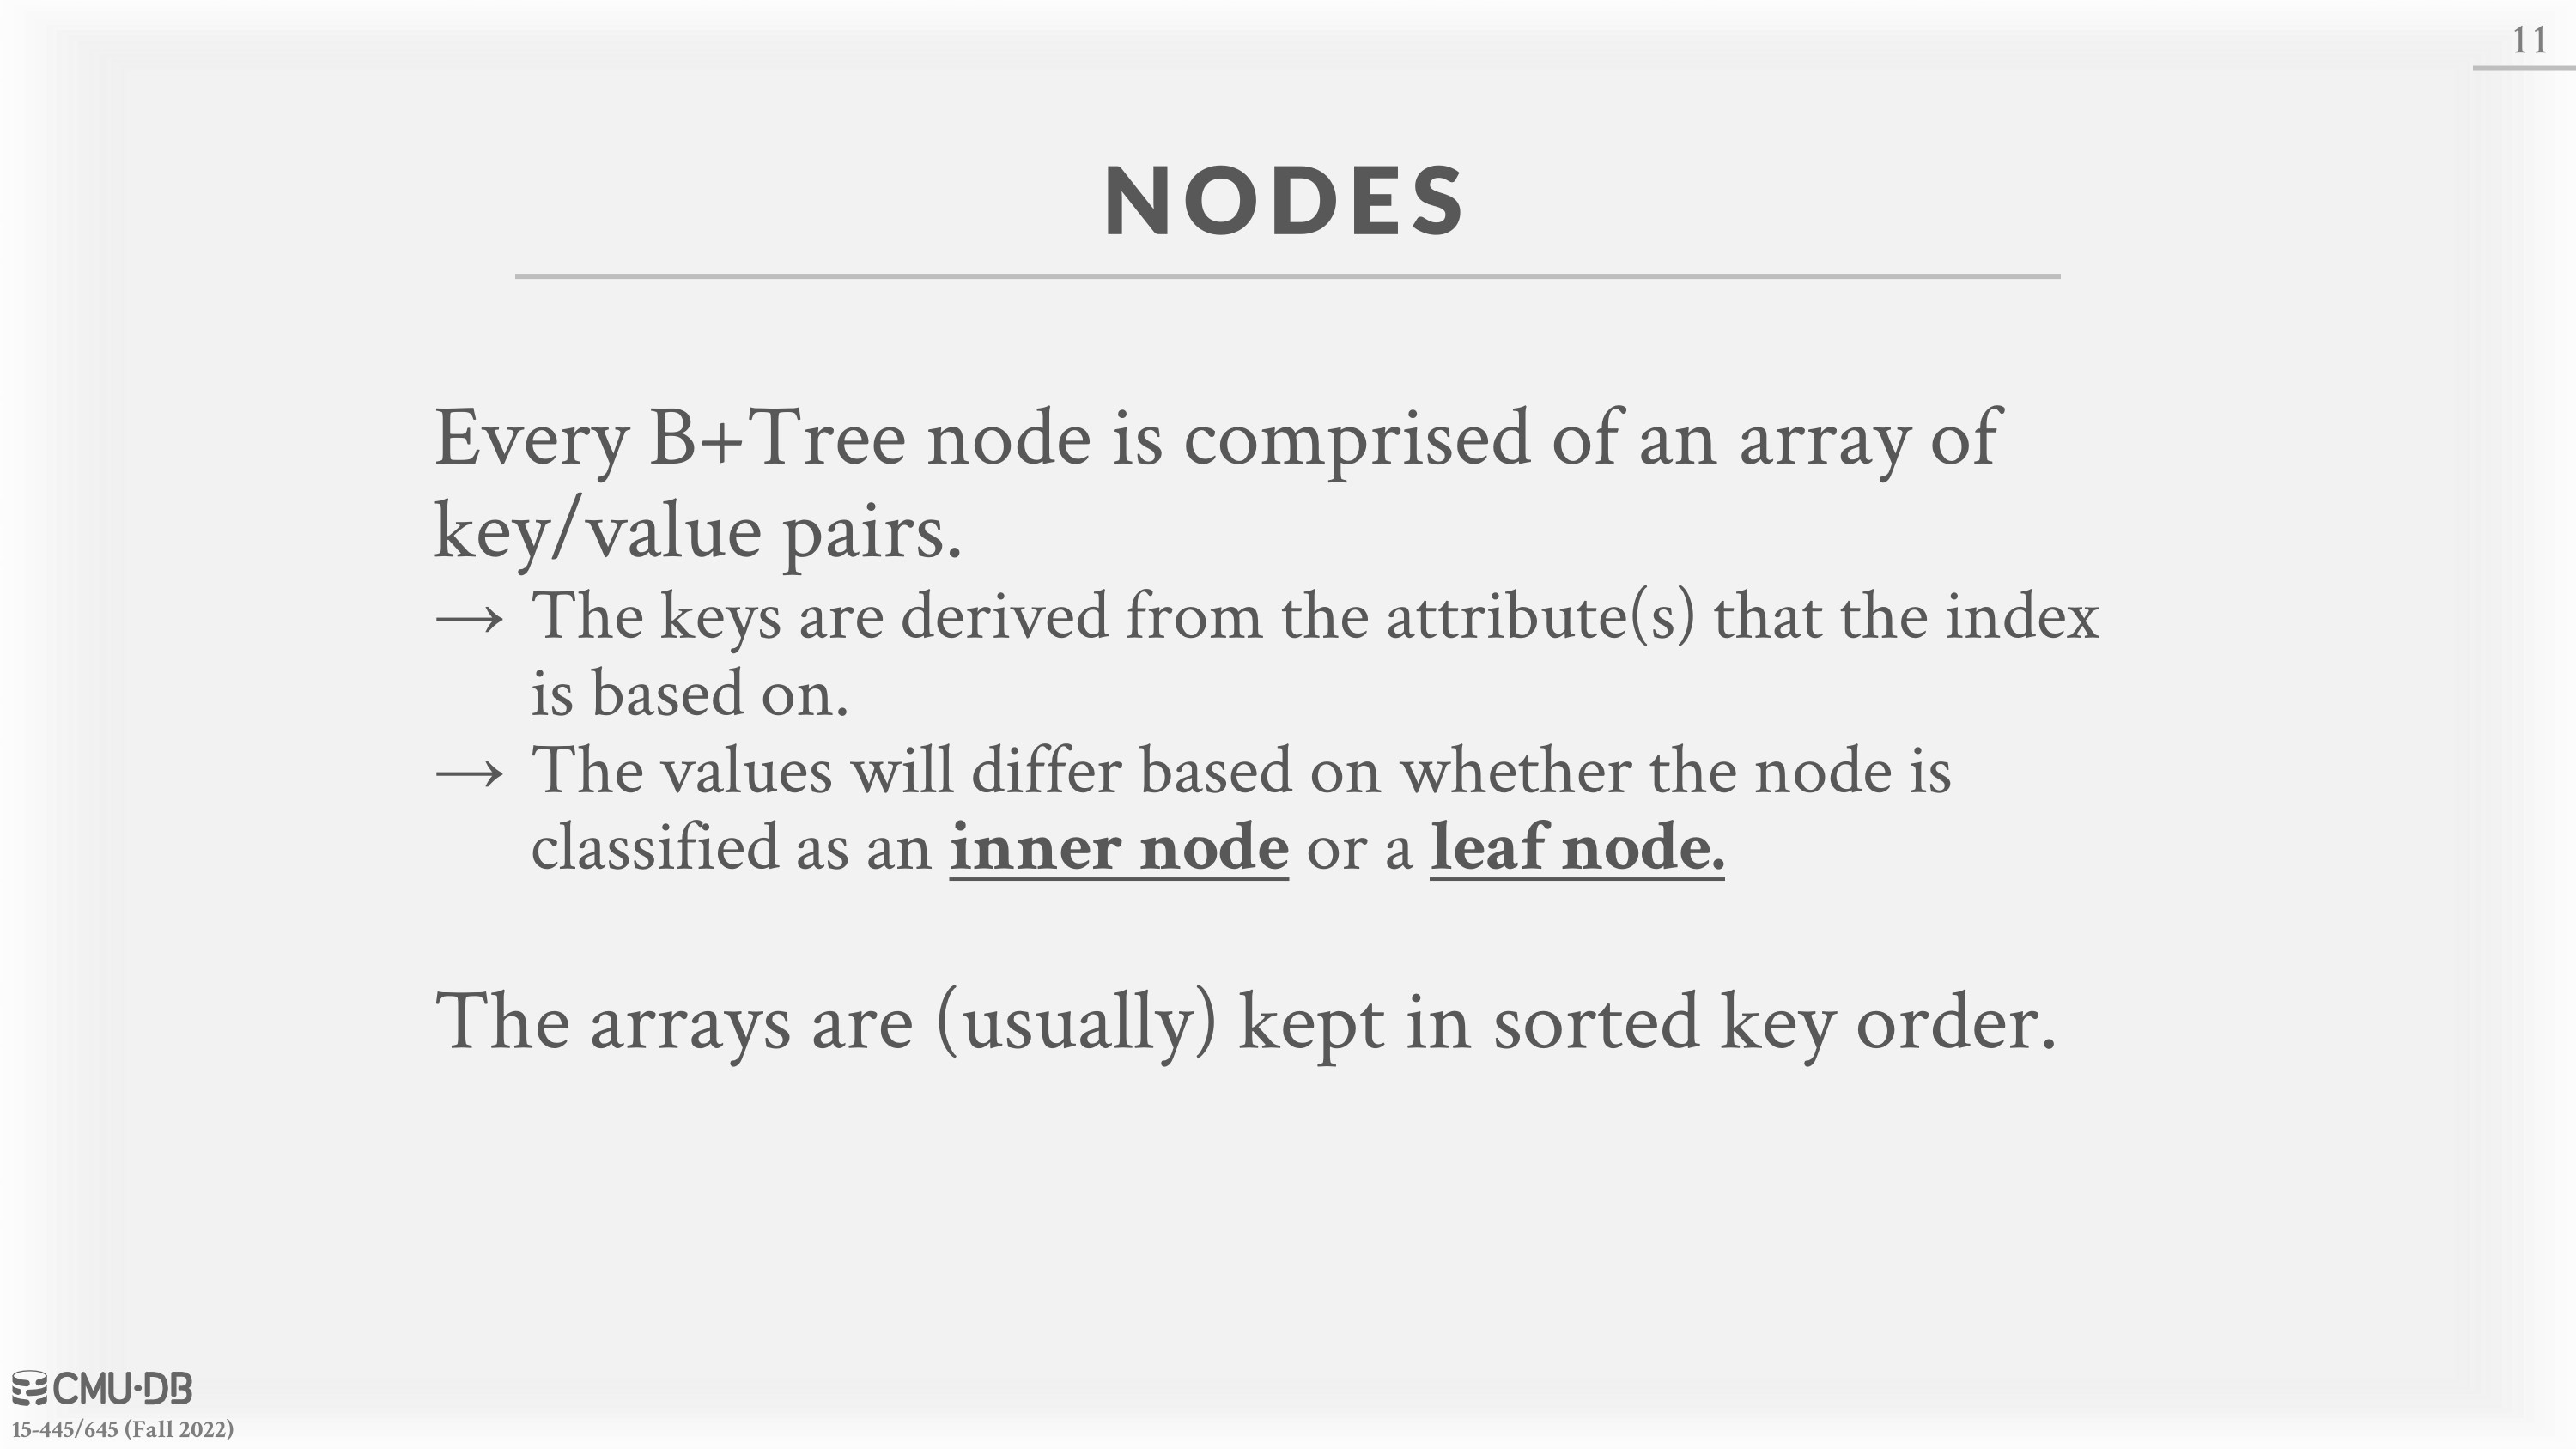 11
NODES
Every B+Tree node is comprised of an array of
key/value pairs.
→ The keys are derived from the attribute(s) that the index
is based on.
→ The values will differ based on whether the node is
classified as an inner node or a leaf node.
The arrays are (usually) kept in sorted key order.
CMU·DB
15-445/645 (Fall 2022)